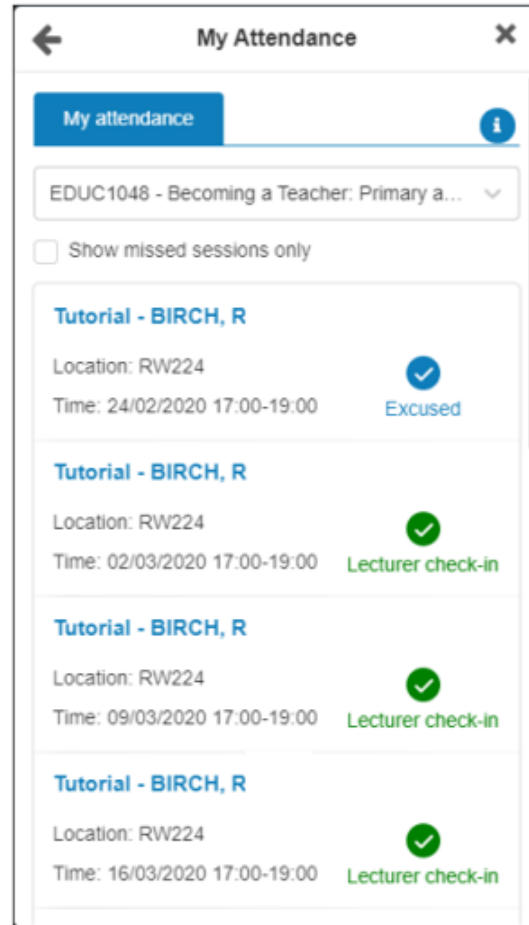 My Attendance
My attendance
EDUC1048 - Becoming a Teacher: Primary a...
Show missed sessions only
Tutorial - BIRCH, R
Location: RW224
Time: 24/02/2020 17:00-19:00
Excused
Tutorial - BIRCH, R
Location: RW224
Time: 02/03/2020 17:00-19:00
Lecturer check-in
Tutorial - BIRCH, R
Location: RW224
Time: 09/03/2020 17:00-19:00
Lecturer check-in
Tutorial - BIRCH, R
Location: RW224
Time: 16/03/2020 17:00-19:00
Lecturer check-in